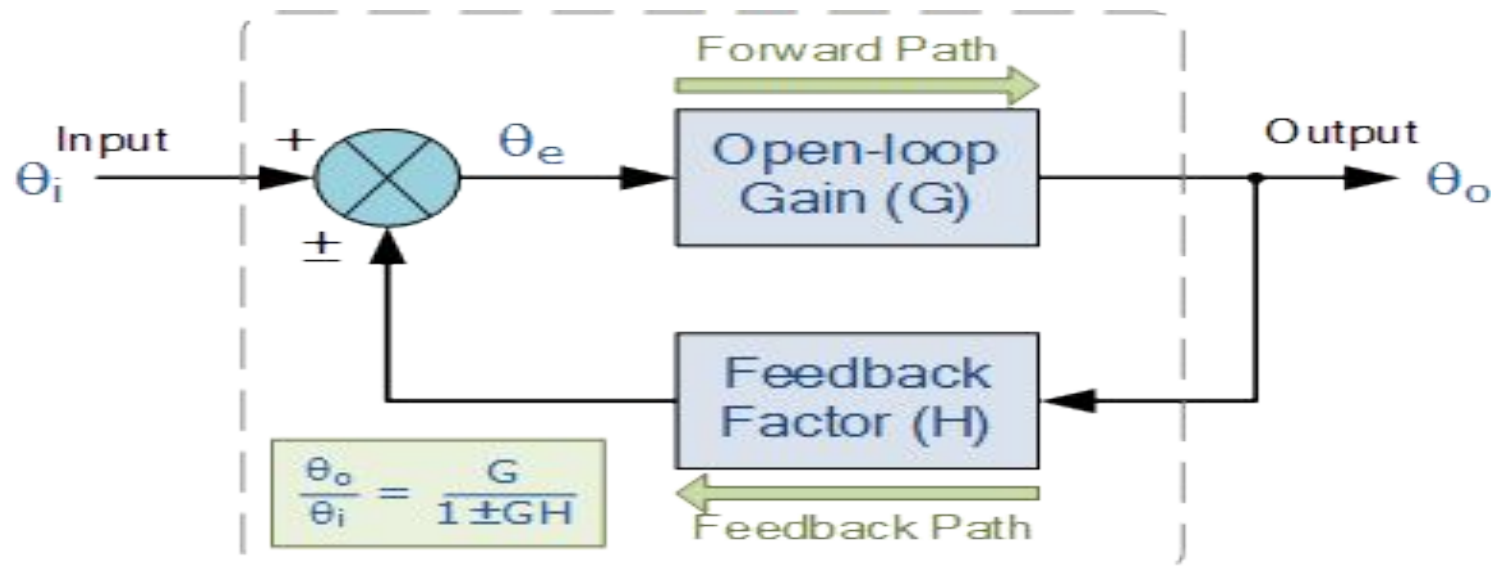 Forward Path
Input
θi
+
±
θe
Open-loop
Gain (G)
Output
θo
Feedback
Factor (H)
θo/θi = G/1±GH
Feedback Path